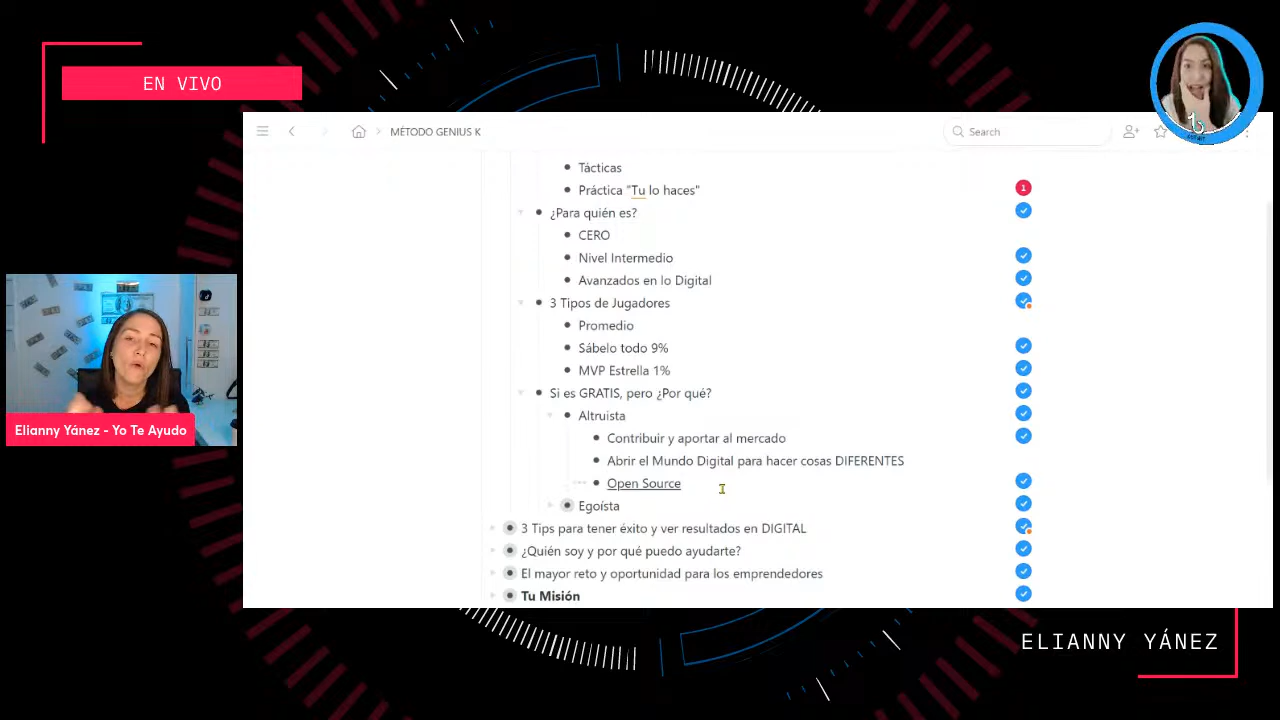 EN VIVO
MÉTODO GENIUS K
Search
Tácticas
Práctica "Tu lo haces"
1
¿Para quién es?
CERO
Nivel Intermedio
Avanzados en lo Digital
3 Tipos de Jugadores
Promedio
Sábelo todo 9%
MVP Estrella 1%
Si es GRATIS, pero ¿Por qué?
Altruista
Contribuir y aportar al mercado
Abrir el Mundo Digital para hacer cosas DIFERENTES
Open Source
Egoísta
3 Tips para tener éxito y ver resultados en DIGITAL
¿Quién soy y por qué puedo ayudarte?
El mayor reto y oportunidad para los emprendedores
Tu Misión
Elianny Yánez - Yo Te Ayudo
ELIANNY YÁNEZ